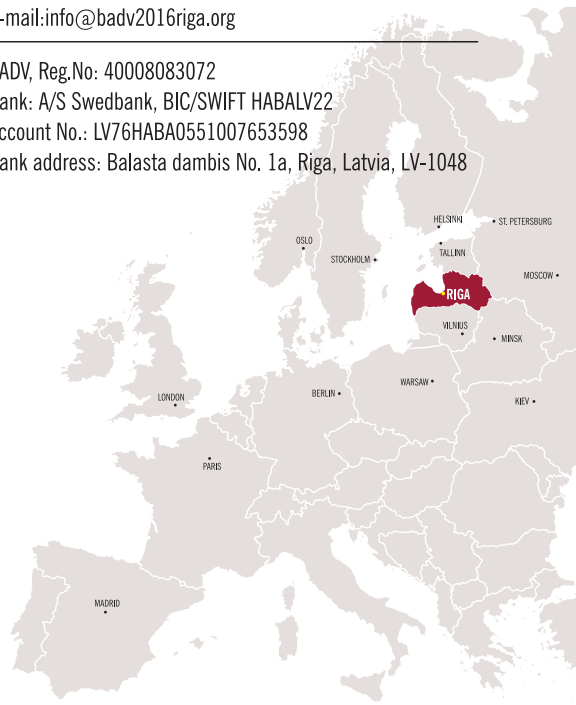 -mail:info@badv2016riga.org
ADV, Reg.No: 40008083072
ank: A/S Swedbank, BIC/SWIFT HABALV22
ccount No.: LV76HABA0551007653598
ank address: Balasta dambis No. 1a, Riga, Latvia, LV-1048
HELSINKI
ST. PETERSBURG
OSLO
TALLINN
STOCKHOLM
MOSCOW
RIGA
VILNIUS
MINSK
WARSAW
BERLIN
LONDON
KIEV
PARIS
MADRID